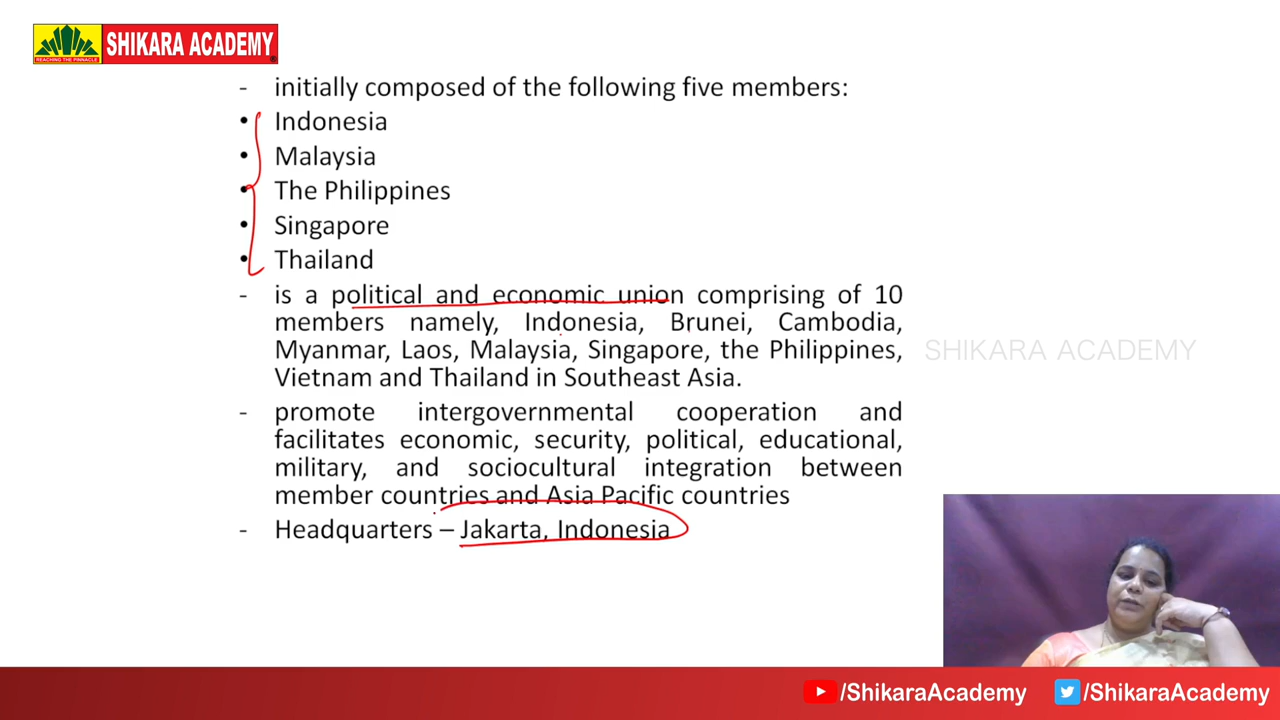 SHIKARA ACADEMY
REACHING THE PINNACLE
- initially composed of the following five members:
• Indonesia
• Malaysia
• The Philippines
• Singapore
• Thailand
- is a political and economic union comprising of 10
members namely, Indonesia, Brunei, Cambodia,
Myanmar, Laos, Malaysia, Singapore, the Philippines,
Vietnam and Thailand in Southeast Asia.
SHIKARA ACADEMY
- promote intergovernmental cooperation and
facilitates economic, security, political, educational,
military, and sociocultural integration between
member countries and Asia Pacific countries
- Headquarters – Jakarta, Indonesia
/ShikaraAcademy
/ShikaraAcademy